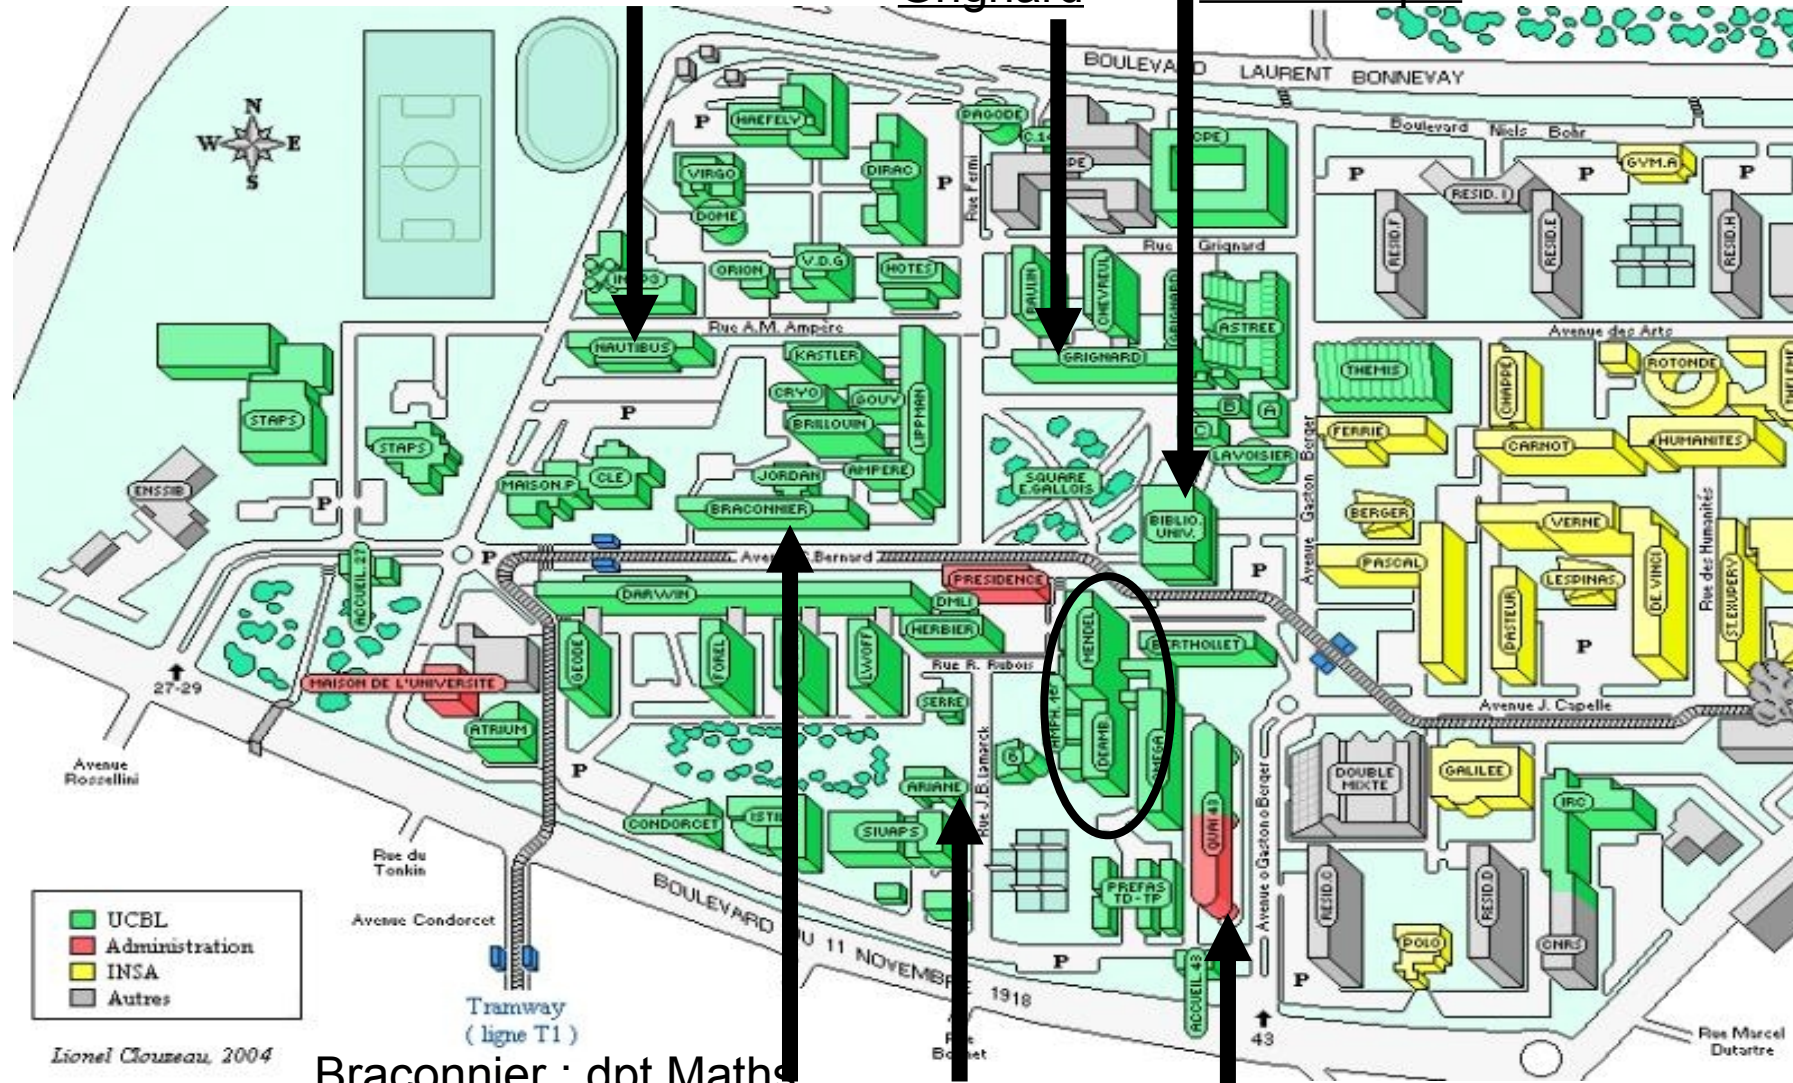 Grignard
BOULEVARD LAURENT BONNEVAY
Boulevard Niels Bohr
N
W E
S
P
HAEFELY
PAGODE
C.14
CPE
GYM.A
P
P
P
VIRGO
DIRAC
P
Rue Fermi
RESID. I
DOME
RESID.F
RESID.E
RESID.H
Rue Grignard
ORION
V.D.G
HOTES
RAULIN
CHEVREUL
GRIGNARD
ASTREE
Rue A.M. Ampère
Avenue des Arts
NAUTIBUS
KASTLER
GRIGNARD
THEMIS
CHAPPE
ROTONDE
CRYO
GOUY
LIPPMAN
P
B
A
STAPS
BRILLOUIN
C
FERRIE
CARNOT
HUMANITES
STAPS
LAVOISIER
MAISON.P
CLE
JORDAN
AMPERE
SQUARE
E.GALLOIS
ENSSIB
P
BRACONNIER
BIBLIO.
UNIV.
BERGER
VERNE
Avenue Gaston Berger
Rue des Humanités
P
Bernard
P
PASCAL
ACCUEIL 27
PRESIDENCE
LESPINAS.
DE.VINCI
ST.EXUPERY
DARWIN
DMLI
PASTEUR
HERBIER
MENDEL
BERTHOLLET
P
GEODE
FOREL
LWOFF
Rue R. Dubois
27-29
MAISON DE L'UNIVERSITE
SERRE
Avenue J. Capelle
ATRIUM
DEAMB
Rue J.B. Lamarck
Avenue
Rossellini
P
ARIANE
DOUBLE
MIXTE
GALILEE
IRC
CONDORCET
SIUAPS
QUAI 43
Avenue Gaston Berger
Rue du
Tonkin
PREFAS
TD-TP
RESID.D
UCBL
Administration
INSA
Autres
Avenue Condorcet
BOULEVARD DU 11 NOVEMBRE 1918
P
ACCUEIL 43
P
POLO
CNRS
Tramway
( ligne T1 )
43
Rue Marcel
Dutartre
Lionel Clouzeau, 2004
Braconnier : dpt Maths